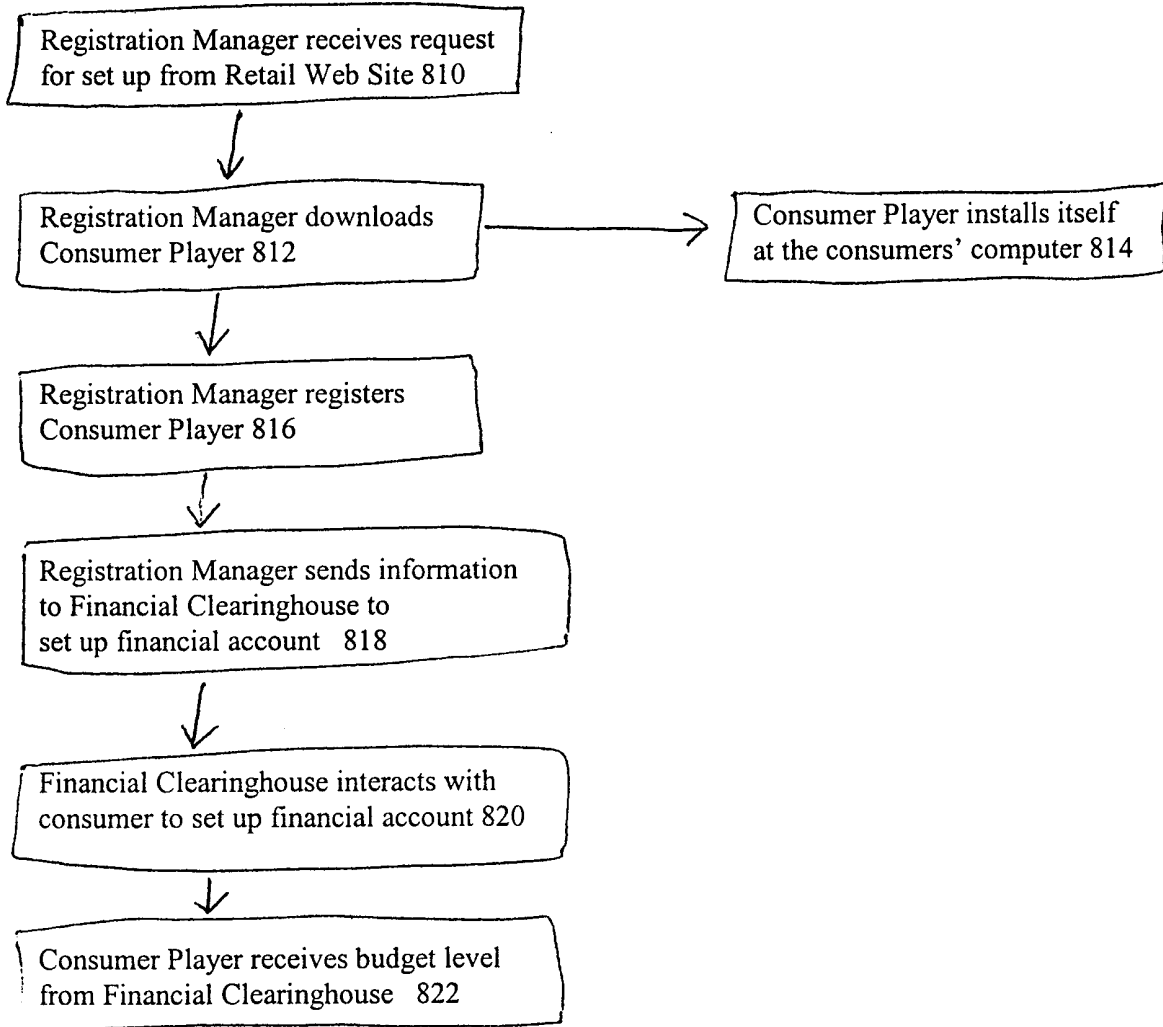 Registration Manager receives request
for set up from Retail Web Site 810
Registration Manager downloads
Consumer Player 812
Consumer Player installs itself
at the consumers' computer 814
Registration Manager registers
Consumer Player 816
Registration Manager sends information
to Financial Clearinghouse to
set up financial account 818
Financial Clearinghouse interacts with
consumer to set up financial account 820
Consumer Player receives budget level
from Financial Clearinghouse 822